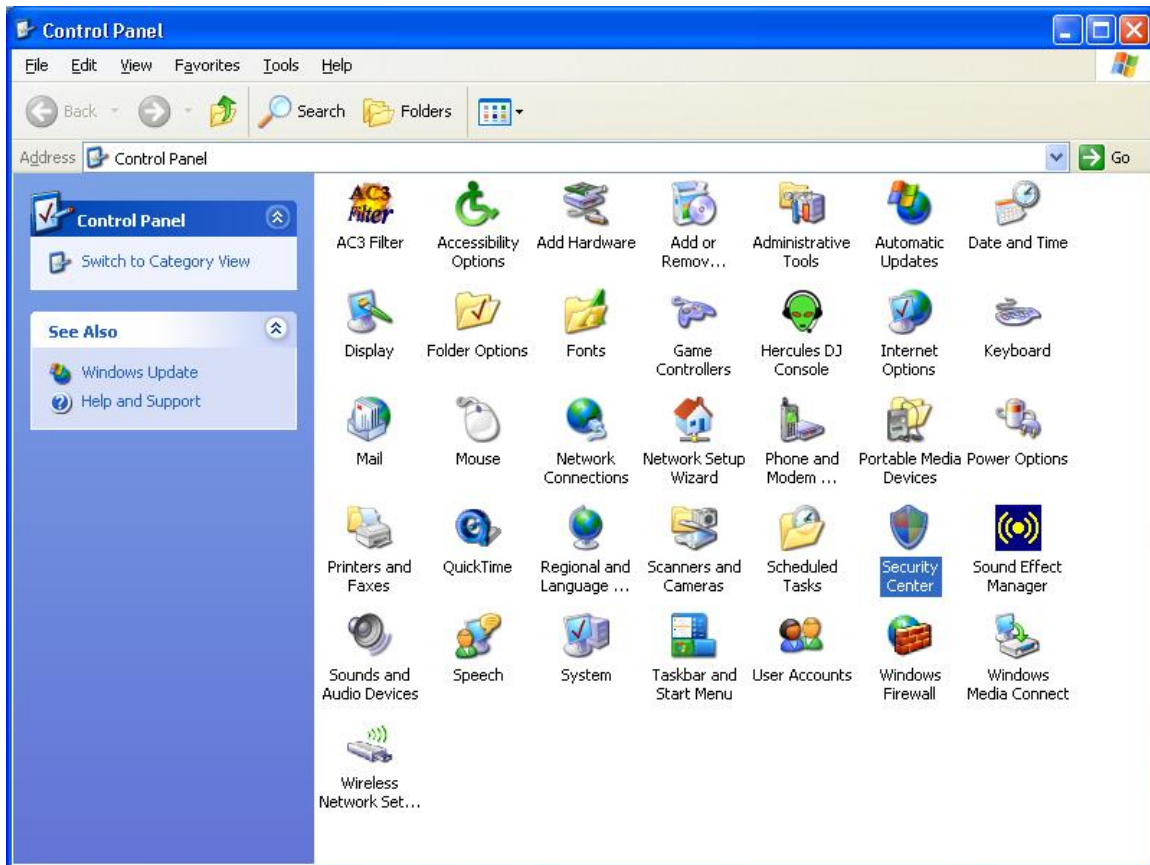 Control Panel
File Edit View Favorites Tools Help
Back Search Folders
Address Control Panel Go
Control Panel
Switch to Category View
See Also
Windows Update
Help and Support
AC3 Filter
AC3 Filter
Accessibility
Options
Add Hardware
Add or
Remov...
Administrative
Tools
Automatic
Updates
Date and Time
Display
Folder Options
Fonts
Game
Controllers
Hercules DJ
Console
Internet
Options
Keyboard
Mail
Mouse
Network
Connections
Network Setup
Wizard
Phone and
Modem ...
Portable Media
Devices
Power Options
Printers and
Faxes
QuickTime
Regional and
Language ...
Scanners and
Cameras
Scheduled
Tasks
Security
Center
Sound Effect
Manager
Sounds and
Audio Devices
Speech
System
Taskbar and
Start Menu
User Accounts
Windows
Firewall
Windows
Media Connect
Wireless
Network Set...